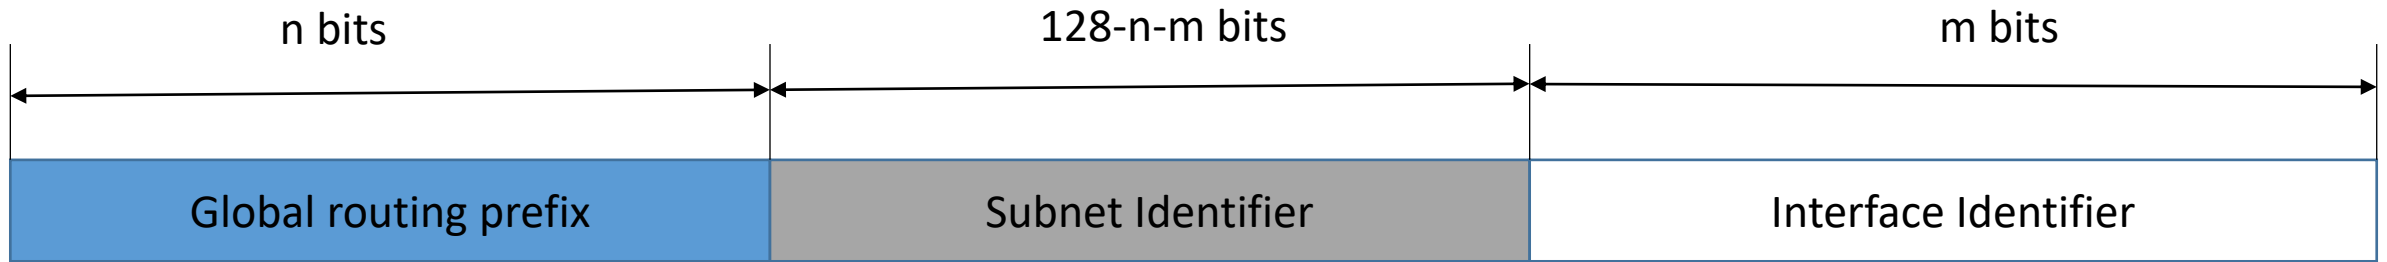 n bits
128-n-m bits
m bits
Global routing prefix
Subnet Identifier
Interface Identifier